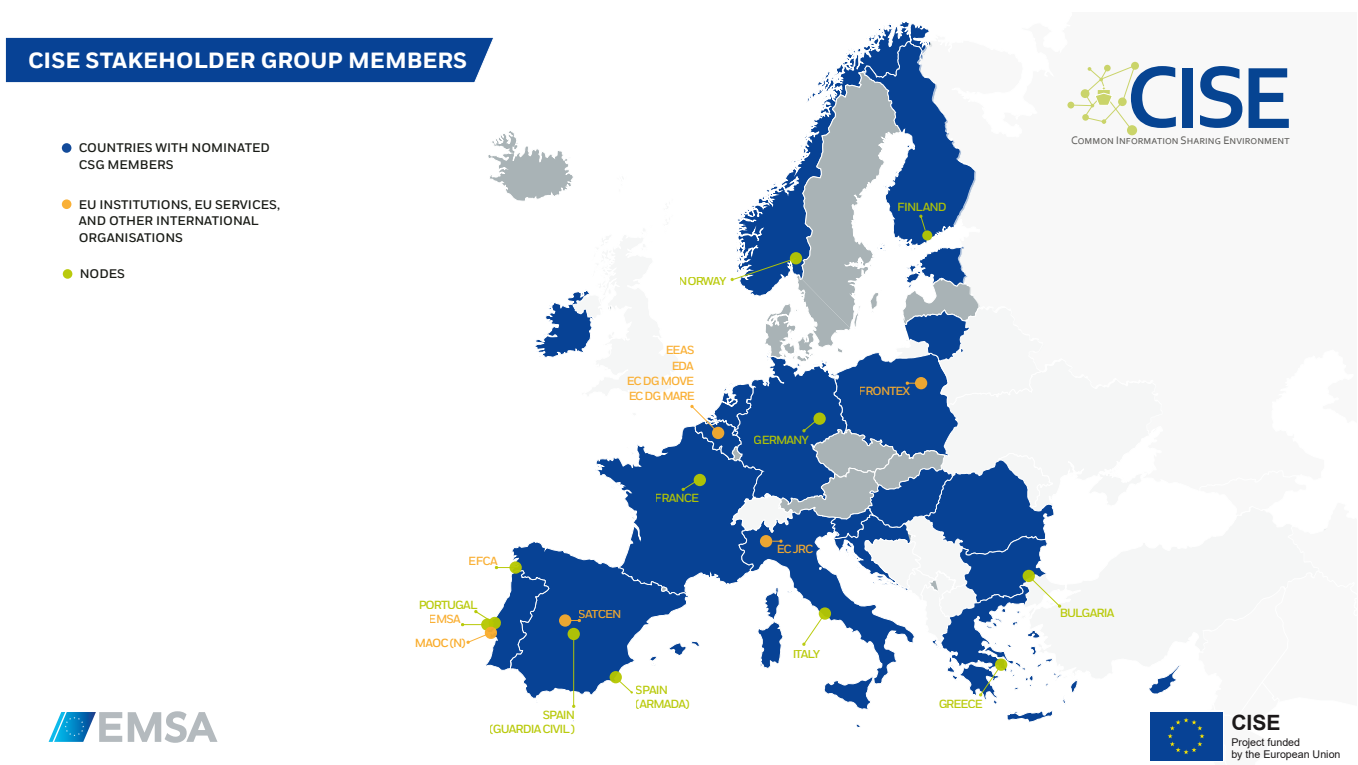 CISE STAKEHOLDER GROUP MEMBERS
CISE
COMMON INFORMATION SHARING ENVIRONMENT
COUNTRIES WITH NOMINATED
CSG MEMBERS
EU INSTITUTIONS, EU SERVICES,
AND OTHER INTERNATIONAL
ORGANISATIONS
NODES
FINLAND
NORWAY
EEAS
EDA
EC DG MOVE
EC DG MARE
FRONTEX
GERMANY
FRANCE
EC JRC
EFCA
PORTUGAL
EMSA
MAOC (N)
SATCEN
BULGARIA
ITALY
GREECE
SPAIN
(ARMADA)
SPAIN
(GUARDIA CIVIL)
EMSA
CISE
Project funded
by the European Union